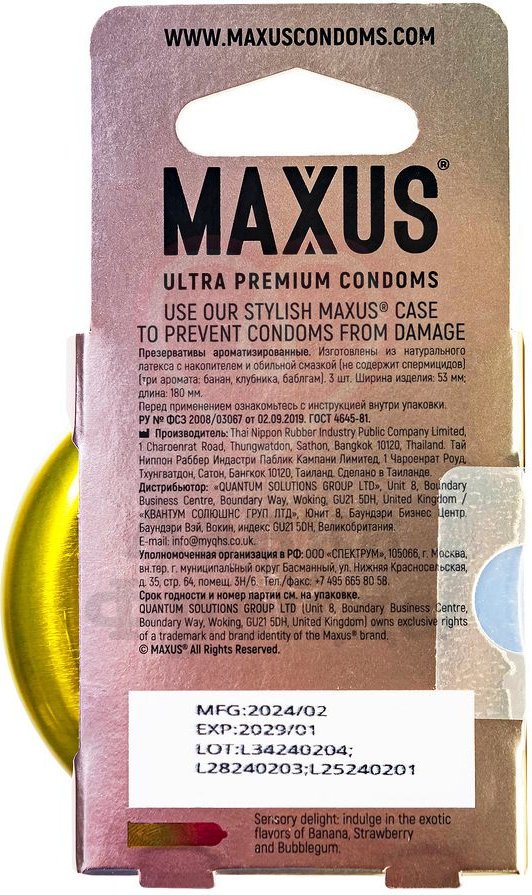 WWW.MAXUSCONDOMS.COM
MAXUS®
ULTRA PREMIUM CONDOMS
USE OUR STYLISH MAXUS® CASE
TO PREVENT CONDOMS FROM DAMAGE
Презервативы ароматизированные. Изготовлены из натурального
латекса с накопителем и обильной смазкой (не содержит спермицидов)
(три аромата: банан, клубника, баблгам). 3 шт. Ширина изделия: 53 мм;
длина: 180 мм.
Перед применением ознакомьтесь с инструкцией внутри упаковки.
РУ № ФСЗ 2008/03067 от 02.09.2019. ГОСТ 4645-81.
Производитель: Thai Nippon Rubber Industry Public Company Limited,
1 Charoenrat Road, Thungwatdon, Sathon, Bangkok 10120, Thailand. Тай
Ниппон Раббер Индастри Паблик Кампани Лимитед, 1 Чароенрат Роуд,
Тхунгватдон, Сатон, Бангкок 10120, Таиланд. Сделано в Таиланде.
Дистрибьютор: «QUANTUM SOLUTIONS GROUP LTD», Unit 8, Boundary
Business Centre, Boundary Way, Woking, GU21 5DH, United Kingdom /
«КВАНТУМ СОЛЮШНС ГРУП ЛТД», Юнит 8, Баундари Бизнес Центр,
Баундари Вэй, Вокин, индекс GU21 5DH, Великобритания.
E-mail: info@myqhs.co.uk.
Уполномоченная организация в РФ: ООО «СПЕКТРУМ», 105066, г. Москва,
вн.тер. г. муниципальный округ Басманный, ул. Нижняя Красносельская,
д. 35, стр. 64, помещ. 3Н/6. Тел./факс: +7 495 665 80 58.
Срок годности и номер партии см. на упаковке.
QUANTUM SOLUTIONS GROUP LTD (Unit 8, Boundary Business Centre,
Boundary Way, Woking, GU21 5DH, United Kingdom) owns exclusive rights
of a trademark and brand identity of the Maxus® brand.
© MAXUS® All Rights Reserved.
MFG:2024/02
EXP:2029/01
LOT:L34240204;
L28240203;L25240201
Sensory delight: indulge in the exotic
flavors of Banana, Strawberry
and Bubblegum.